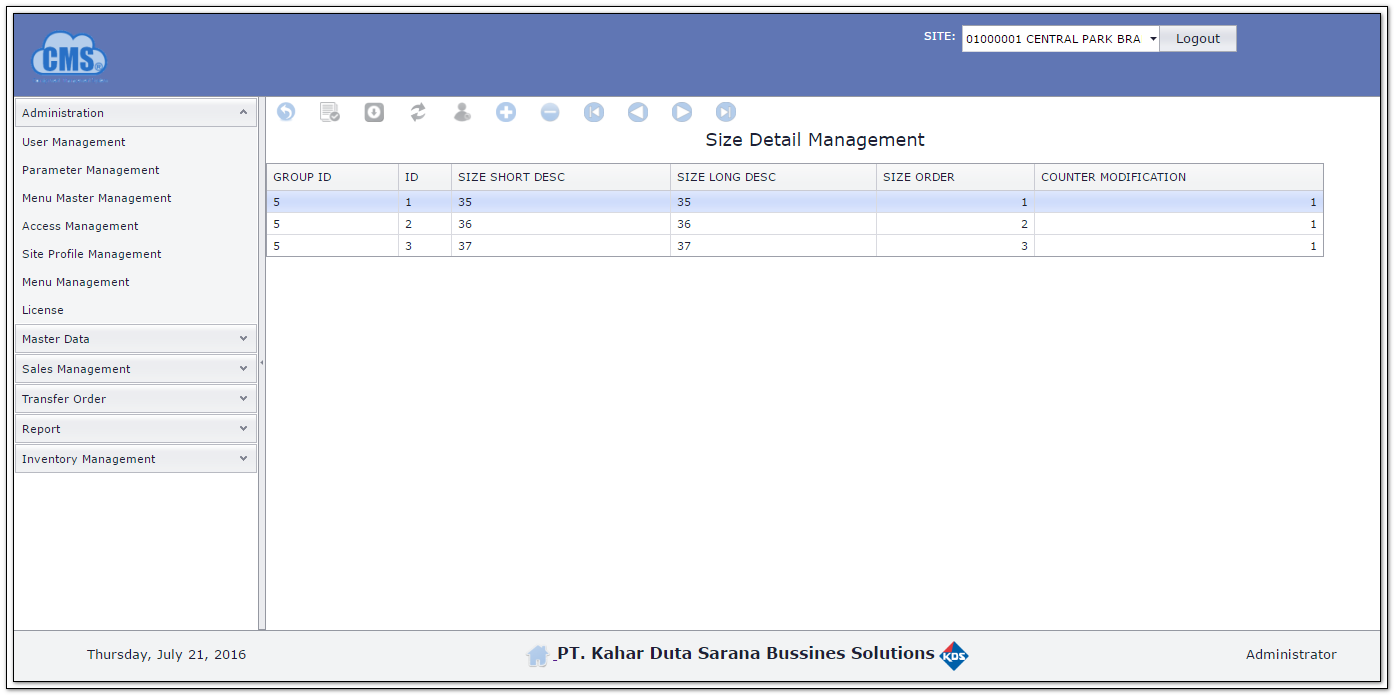 CMS®
SITE: 01000001 CENTRAL PARK BRA Logout
Administration
User Management
Parameter Management
Menu Master Management
Access Management
Site Profile Management
Menu Management
License
Master Data
Sales Management
Transfer Order
Report
Inventory Management
Size Detail Management
GROUP ID ID SIZE SHORT DESC SIZE LONG DESC SIZE ORDER COUNTER MODIFICATION
5 1 35 35 1 1
5 2 36 36 2 1
5 3 37 37 3 1
Thursday, July 21, 2016 PT. Kahar Duta Sarana Bussines Solutions KDS Administrator